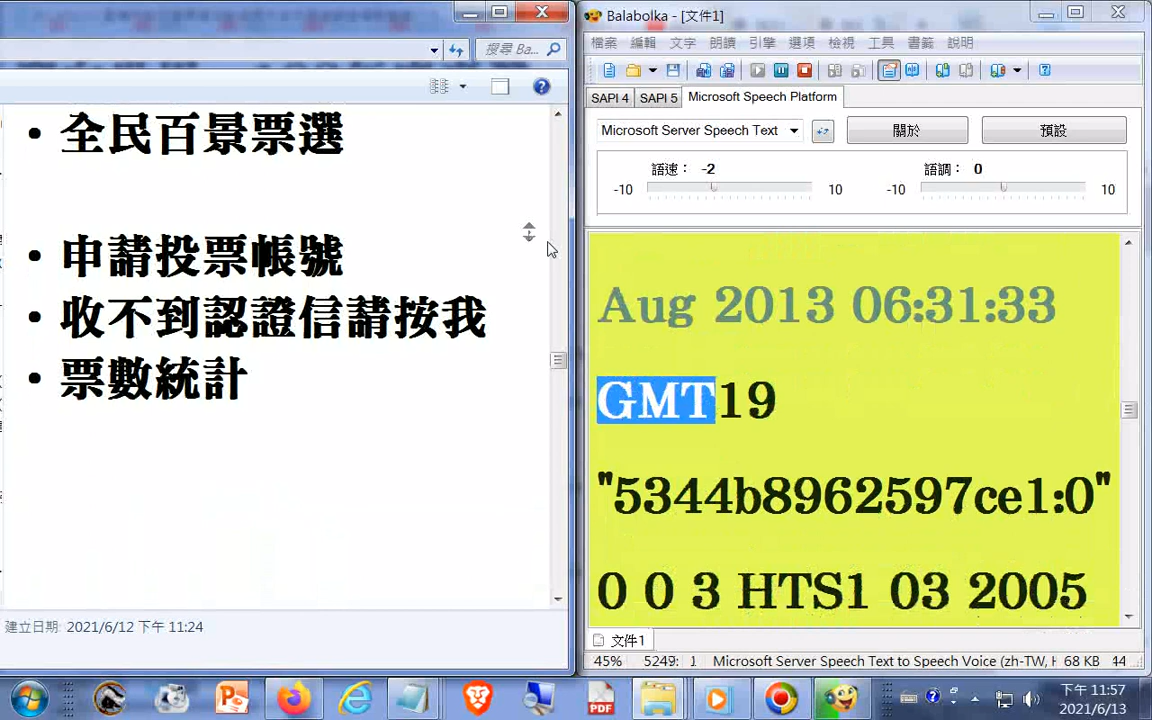 搜尋 Ba...
• 全民百景票選
• 申請投票帳號
• 收不到認證信請按我
• 票數統計
建立日期: 2021/6/12 下午 11:24
Balabolka - [文件1]
檔案 編輯 文字 朗讀 引擎 選項 檢視 工具 書籤 說明
SAPI 4 SAPI 5 Microsoft Speech Platform
Microsoft Server Speech Text 關於 預設
語速： -2 語調： 0
-10 10 -10 10
Aug 2013 06:31:33
GMT19
"5344b8962597ce1:0"
0 0 3 HTS1 03 2005
文件1
45% 5249: 1 Microsoft Server Speech Text to Speech Voice (zh-TW, H 68 KB 44
PDF
下午 11:57
2021/6/13